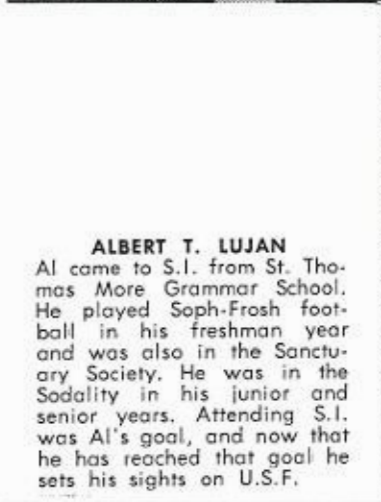 ALBERT T. LUJAN
Al came to S.I. from St. Tho-
mas More Grammar School.
He played Soph-Frosh foot-
ball in his freshman year
and was also in the Sanctu-
ary Society. He was in the
Sodality in his junior and
senior years. Attending S.I.
was Al's goal, and now that
he has reached that goal he
sets his sights on U.S.F.